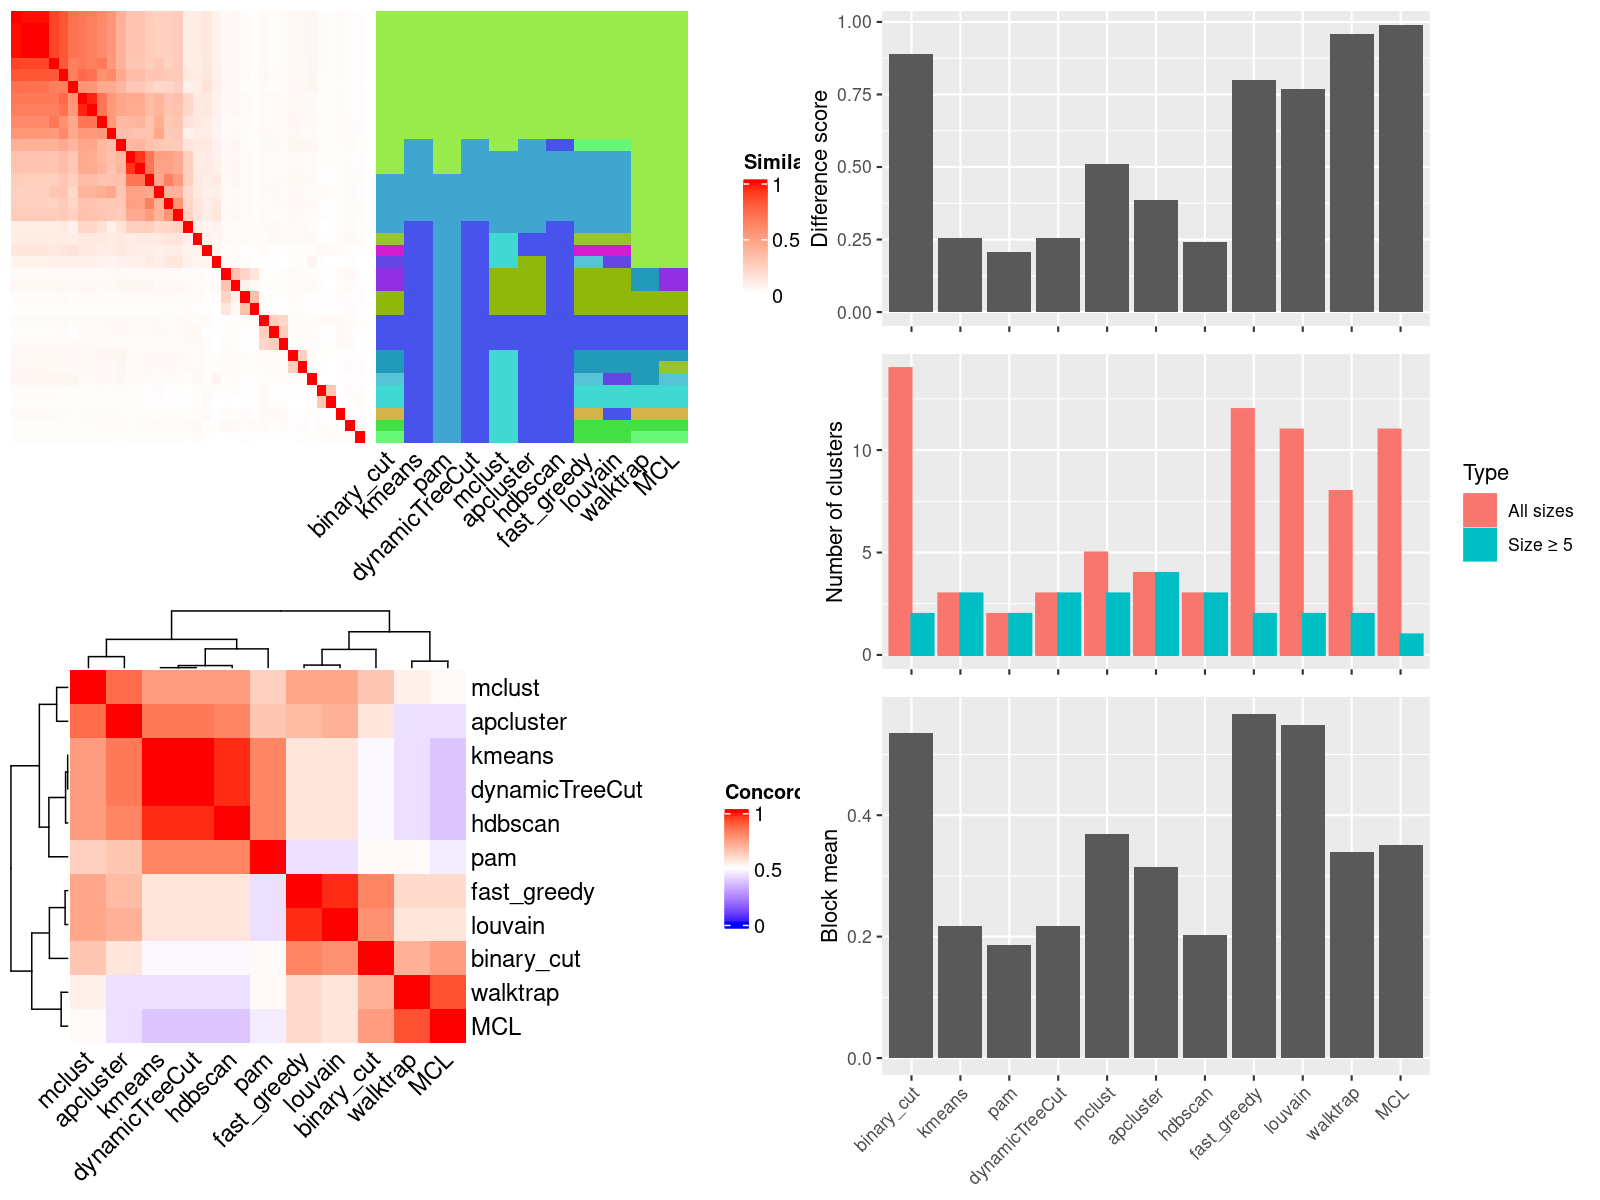 Simila
1
0.5
0
binary_cut
kmeans
pam
dynamicTreeCut
mclust
apcluster
hdbscan
fast_greedy
louvain
walktrap
MCL
mclust
apcluster
kmeans
dynamicTreeCut
hdbscan
pam
fast_greedy
louvain
binary_cut
walktrap
MCL
Concord
1
0.5
0
mclust
apcluster
kmeans
dynamicTreeCut
hdbscan
pam
fast_greedy
louvain
binary_cut
walktrap
MCL
Difference score
1.00
0.75
0.50
0.25
0.00
Number of clusters
10
5
0
Type
All sizes
Size ≥ 5
Block mean
0.4
0.2
0.0
binary_cut
kmeans
pam
dynamicTreeCut
mclust
apcluster
hdbscan
fast_greedy
louvain
walktrap
MCL